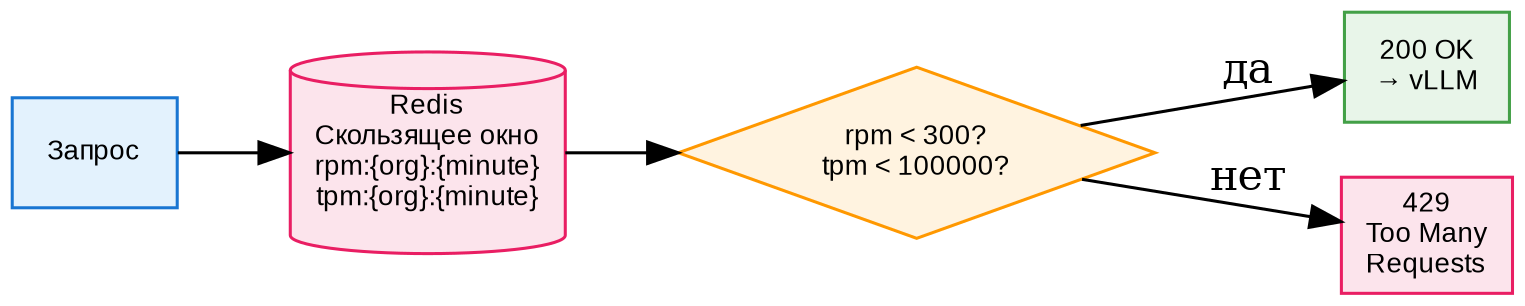 Запрос
Redis
Скользящее окно
rpm:{org}:{minute}
tpm:{org}:{minute}
rpm < 300?
tpm < 100000?
да
200 OK
→ vLLM
нет
429
Too Many
Requests